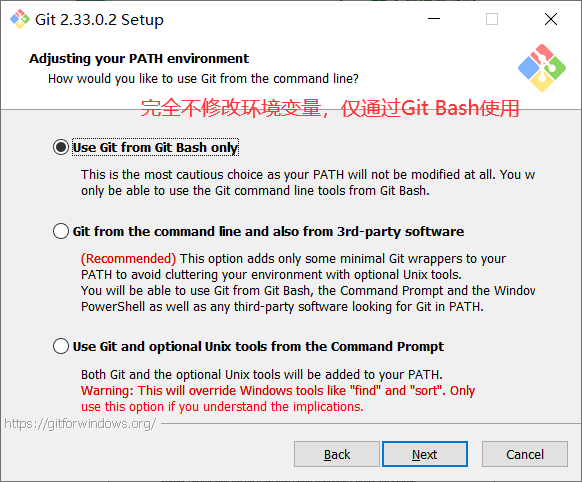 Git 2.33.0.2 Setup
Adjusting your PATH environment
How would you like to use Git from the command line?
完全不修改环境变量，仅通过Git Bash使用
Use Git from Git Bash only
This is the most cautious choice as your PATH will not be modified at all. You w
only be able to use the Git command line tools from Git Bash.
Git from the command line and also from 3rd-party software
(Recommended) This option adds only some minimal Git wrappers to your
PATH to avoid cluttering your environment with optional Unix tools.
You will be able to use Git from Git Bash, the Command Prompt and the Window
PowerShell as well as any third-party software looking for Git in PATH.
Use Git and optional Unix tools from the Command Prompt
Both Git and the optional Unix tools will be added to your PATH.
Warning: This will override Windows tools like "find" and "sort". Only
use this option if you understand the implications.
https://gitforwindows.org/
Back Next Cancel